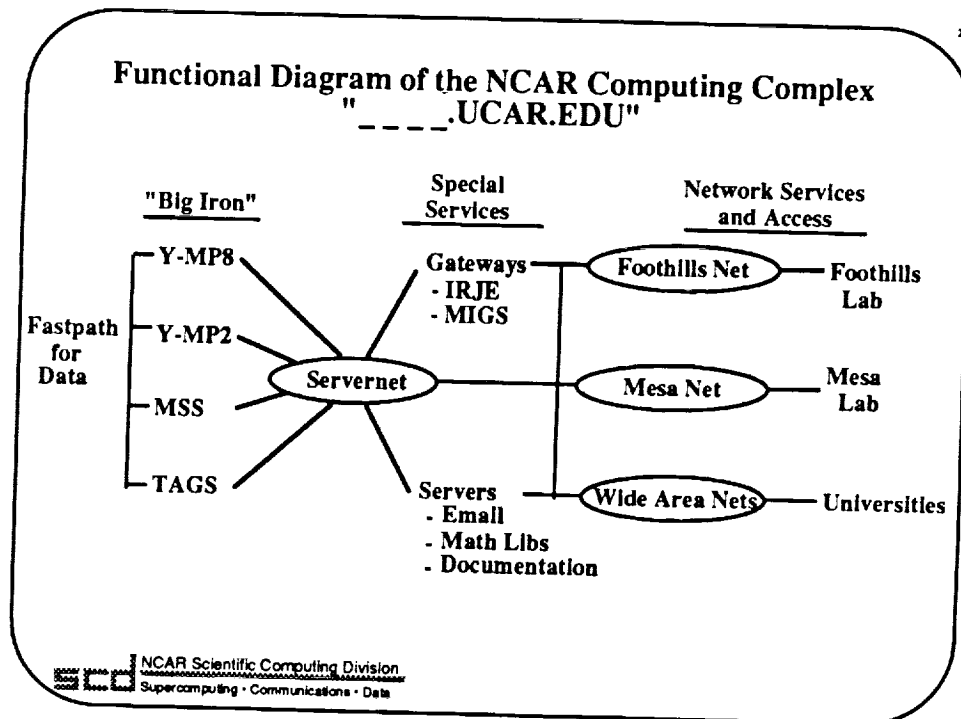 Functional Diagram of the NCAR Computing Complex
"_ _ _ _.UCAR.EDU"
"Big Iron"
Special
Services
Network Services
and Access
Fastpath
for
Data
Y-MP8
Y-MP2
MSS
TAGS
Servernet
Gateways
- IRJE
- MIGS
Servers
- Email
- Math Libs
- Documentation
Foothills Net
Mesa Net
Wide Area Nets
Foothills
Lab
Mesa
Lab
Universities
scd
NCAR Scientific Computing Division
Supercomputing · Communications · Data